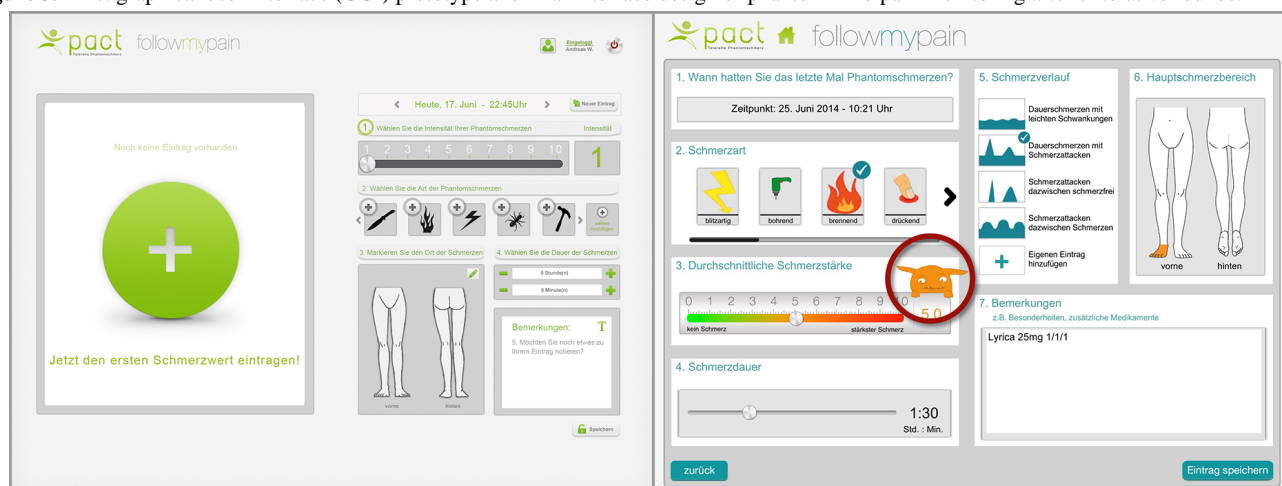 pact followmypain
Telereha Phantomschmerz
Eingeloggt
Andreas W.
Noch keine Eintrag vorhanden
Jetzt den ersten Schmerzwert eintragen!
Heute, 17. Juni - 22:45Uhr
Neuer Eintrag
1. Wählen Sie die Intensität Ihrer Phantomschmerzen
Intensität
1 2 3 4 5 6 7 8 9 10
1
2. Wählen Sie die Art der Phantomschmerzen
weitere
hinzufügen
3. Markieren Sie den Ort der Schmerzen
vorne
hinten
4. Wählen Sie die Dauer der Schmerzen
0 Stunde(n)
0 Minute(n)
Bemerkungen:
T
5. Möchten Sie noch etwas zu
Ihrem Eintrag notieren?
Speichern
pact followmypain
Telereha Phantomschmerz
1. Wann hatten Sie das letzte Mal Phantomschmerzen?
Zeitpunkt: 25. Juni 2014 - 10:21 Uhr
2. Schmerzart
blitzartig
bohrend
brennend
drückend
3. Durchschnittliche Schmerzstärke
0 1 2 3 4 5 6 7 8 9 10
kein Schmerz
stärkster Schmerz
5.0
4. Schmerzdauer
1:30
Std. : Min.
5. Schmerzverlauf
Dauerschmerzen mit
leichten Schwankungen
Dauerschmerzen mit
Schmerzattacken
Schmerzattacken
dazwischen schmerzfrei
Schmerzattacken
dazwischen Schmerzen
Eigenen Eintrag
hinzufügen
6. Hauptschmerzbereich
vorne
hinten
7. Bemerkungen
z.B. Besonderheiten, zusätzliche Medikamente
Lyrica 25mg 1/1/1
zurück
Eintrag speichern